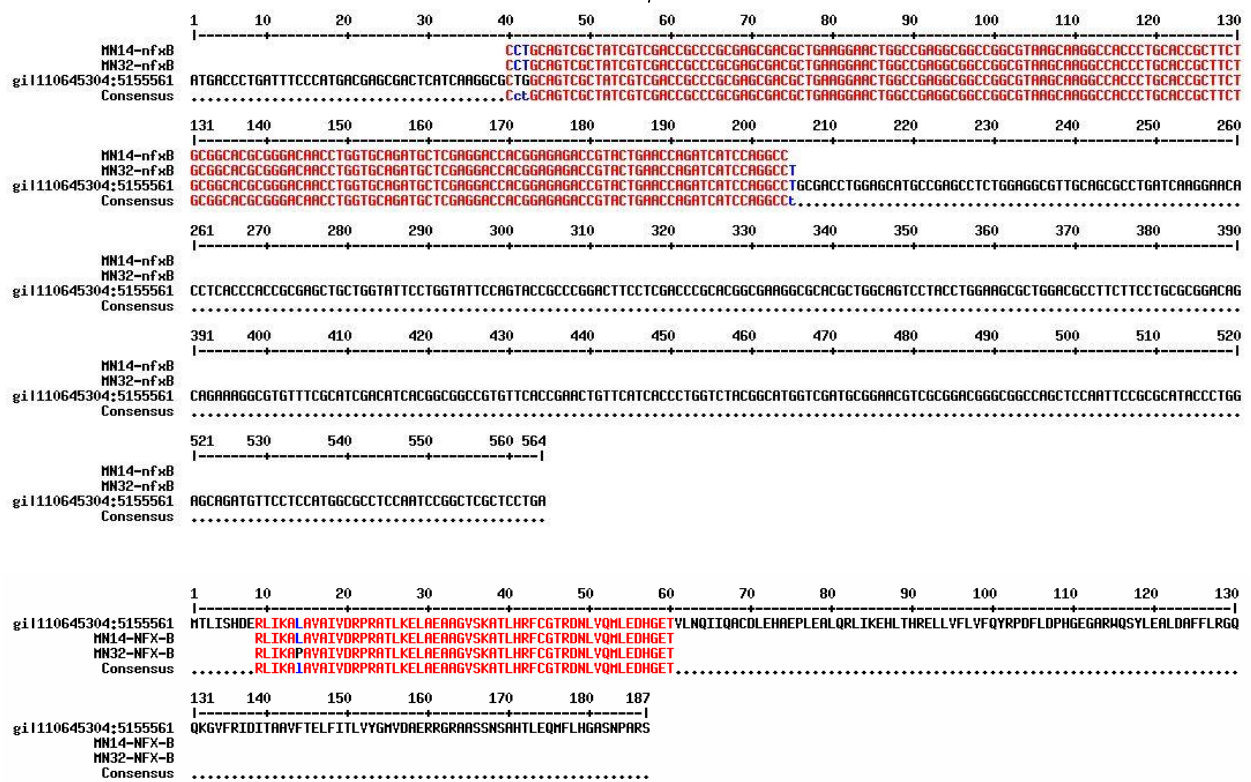 1 10 20 30 40 50 60 70 80 90 100 110 120 130
|--------+---------+---------+---------+---------+---------+---------+---------+---------+---------+---------+---------+---------|
MN14-nfxB CCTGCAGTCGCTATCGTCGACCGCCCGCGAGCGACGCTGAAGGAACTGGCCGAGGCGGCCGGCGTAAGCAAGGCCACCCTGCACCGCTTCT
MN32-nfxB CCTGCAGTCGCTATCGTCGACCGCCCGCGAGCGACGCTGAAGGAACTGGCCGAGGCGGCCGGCGTAAGCAAGGCCACCCTGCACCGCTTCT
gi|110645304:5155561 ATGACCCTGATTTCCCATGACGAGCGACTCATCAAGGCGCTGGCAGTCGCTATCGTCGACCGCCCGCGAGCGACGCTGAAGGAACTGGCCGAGGCGGCCGGCGTAAGCAAGGCCACCCTGCACCGCTTCT
Consensus .......................................CctGCAGTCGCTATCGTCGACCGCCCGCGAGCGACGCTGAAGGAACTGGCCGAGGCGGCCGGCGTAAGCAAGGCCACCCTGCACCGCTTCT
131 140 150 160 170 180 190 200 210 220 230 240 250 260
|--------+---------+---------+---------+---------+---------+---------+---------+---------+---------+---------+---------+---------|
MN14-nfxB GCGGCACGCGGGACAACCTGGTGCAGATGCTCGAGGACCACGGAGAGACCGTACTGAACCAGATCATCCAGGCC
MN32-nfxB GCGGCACGCGGGACAACCTGGTGCAGATGCTCGAGGACCACGGAGAGACCGTACTGAACCAGATCATCCAGGCCT
gi|110645304:5155561 GCGGCACGCGGGACAACCTGGTGCAGATGCTCGAGGACCACGGAGAGACCGTACTGAACCAGATCATCCAGGCCTGCGACCTGGAGCATGCCGAGCCTCTGGAGGCGTTGCAGCGCCTGATCAAGGAACA
Consensus GCGGCACGCGGGACAACCTGGTGCAGATGCTCGAGGACCACGGAGAGACCGTACTGAACCAGATCATCCAGGCCt.......................................................
261 270 280 290 300 310 320 330 340 350 360 370 380 390
|--------+---------+---------+---------+---------+---------+---------+---------+---------+---------+---------+---------+---------|
MN14-nfxB
MN32-nfxB
gi|110645304:5155561 CCTCACCCACCGCGAGCTGCTGGTATTCCTGGTATTCCAGTACCGCCCGGACTTCCTCGACCCGCACGGCGAAGGCGCACGCTGGCAGTCCTACCTGGAAGCGCTGGACGCCTTCTTCCTGCGCGGACAG
Consensus ..................................................................................................................................
391 400 410 420 430 440 450 460 470 480 490 500 510 520
|--------+---------+---------+---------+---------+---------+---------+---------+---------+---------+---------+---------+---------|
MN14-nfxB
MN32-nfxB
gi|110645304:5155561 CAGAAAGGCGTGTTTCGCATCGACATCACGGCGGCCGTGTTCACCGAACTGTTCATCACCCTGGTCTACGGCATGGTCGATGCGGAACGTCGCGGACGGGCGGCCAGCTCCAATTCCGCGCATACCCTGG
Consensus ..................................................................................................................................
521 530 540 550 560 564
|--------+---------+---------+---------+---|
MN14-nfxB
MN32-nfxB
gi|110645304:5155561 AGCAGATGTTCCTCCATGGCGCCTCCAATCCGGCTCGCTCCTGA
Consensus ............................................
1 10 20 30 40 50 60 70 80 90 100 110 120 130
|--------+---------+---------+---------+---------+---------+---------+---------+---------+---------+---------+---------+---------|
gi|110645304:5155561 MTLISHDERLIKALAVAIVDRPRATLKELAEAAGVSKATLHRFCGTRDNLVQMLEDHGETVLNQIIQACDLEHAEPLEALQRLIKEHLTHRELLVFLVFQYRPDFLDPHGEGARWQSYLEALDAFFLRGQ
MN14-NFX-B RLIKALAVAIVDRPRATLKELAEAAGVSKATLHRFCGTRDNLVQMLEDHGET
MN32-NFX-B RLIKAPAVAIVDRPRATLKELAEAAGVSKATLHRFCGTRDNLVQMLEDHGET
Consensus ........RLIKAlAVAIVDRPRATLKELAEAAGVSKATLHRFCGTRDNLVQMLEDHGET......................................................................
131 140 150 160 170 180 187
|--------+---------+---------+---------+---------+------|
gi|110645304:5155561 QKGVFRIDITAAVFTELFITLVYGMVDAERRGRAASSNSAHTLEQMFLHGASNPARS
MN14-NFX-B
MN32-NFX-B
Consensus .........................................................